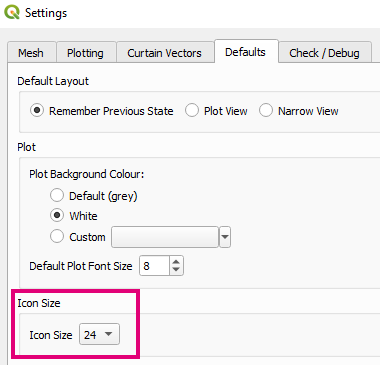 Settings
Mesh Plotting Curtain Vectors Defaults Check / Debug
Default Layout
Remember Previous State Plot View Narrow View
Plot
Plot Background Colour:
Default (grey)
White
Custom
Default Plot Font Size 8
Icon Size
Icon Size 24